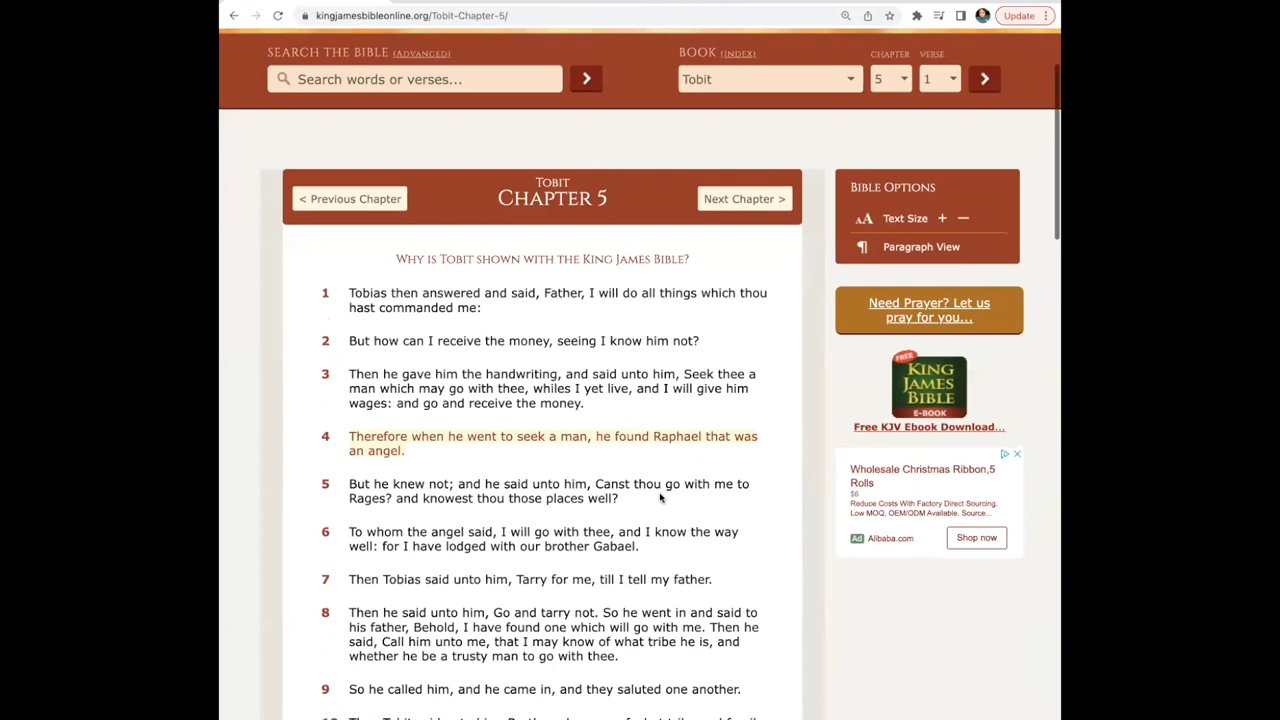 kingjamesbibleonline.org/Tobit-Chapter-5/
Update
SEARCH THE BIBLE (ADVANCED)
Search words or verses...
BOOK (INDEX)
CHAPTER
VERSE
Tobit
5
1
< Previous Chapter
TOBIT
CHAPTER 5
Next Chapter >
WHY IS TOBIT SHOWN WITH THE KING JAMES BIBLE?
1 Tobias then answered and said, Father, I will do all things which thou
hast commanded me:
2 But how can I receive the money, seeing I know him not?
3 Then he gave him the handwriting, and said unto him, Seek thee a
man which may go with thee, whiles I yet live, and I will give him
wages: and go and receive the money.
4 Therefore when he went to seek a man, he found Raphael that was
an angel.
5 But he knew not; and he said unto him, Canst thou go with me to
Rages? and knowest thou those places well?
6 To whom the angel said, I will go with thee, and I know the way
well: for I have lodged with our brother Gabael.
7 Then Tobias said unto him, Tarry for me, till I tell my father.
8 Then he said unto him, Go and tarry not. So he went in and said to
his father, Behold, I have found one which will go with me. Then he
said, Call him unto me, that I may know of what tribe he is, and
whether he be a trusty man to go with thee.
9 So he called him, and he came in, and they saluted one another.
BIBLE OPTIONS
AA Text Size + −
¶ Paragraph View
Need Prayer? Let us
pray for you...
FREE
KING
JAMES
BIBLE
E-BOOK
Free KJV Ebook Download...
Wholesale Christmas Ribbon,5
Rolls
$6
Reduce Costs With Factory Direct Sourcing.
Low MOQ, OEM/ODM Available. Source...
Ad Alibaba.com
Shop now